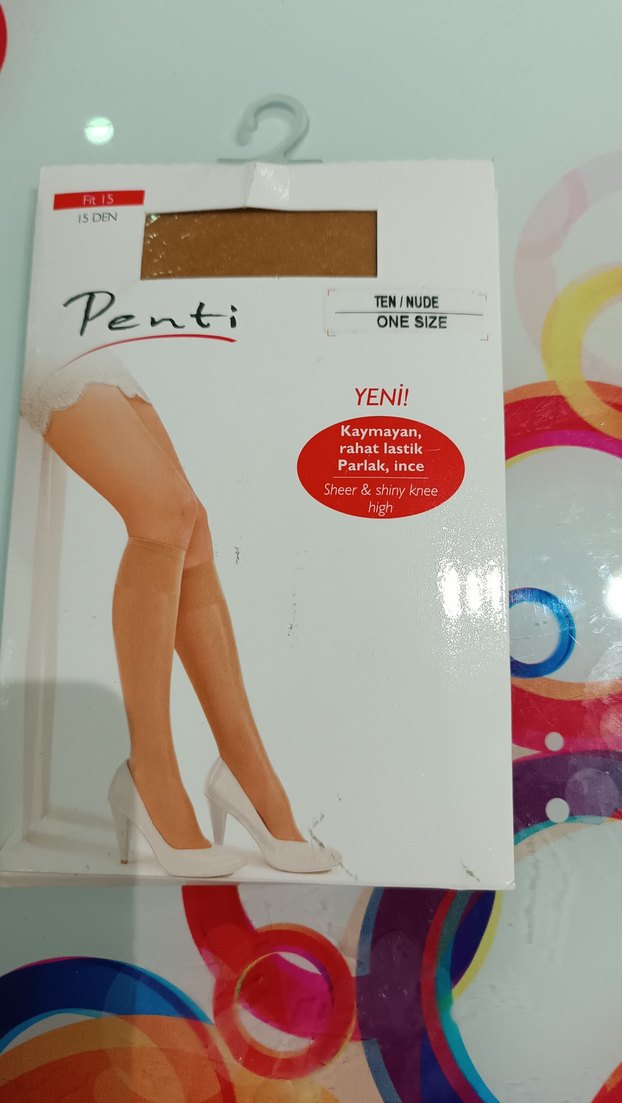 Fit 15
15 DEN
Penti
TEN / NUDE
ONE SIZE
YENİ!
Kaymayan,
rahat lastik
Parlak, ince
Sheer & shiny knee
high